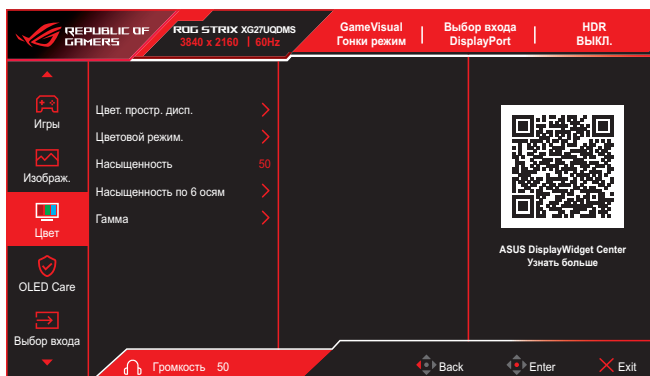 REPUBLIC OF
GAMERS
ROG STRIX XG27UQDMS
3840 x 2160 | 60Hz
GameVisual
Гонки режим
Выбор входа
DisplayPort
HDR
ВЫКЛ.
Игры
Изображ.
Цвет
OLED Care
Выбор входа
Цвет. простр. дисп.
Цветовой режим.
Насыщенность 50
Насыщенность по 6 осям
Гамма
ASUS DisplayWidget Center
Узнать больше
Громкость 50
Back
Enter
Exit